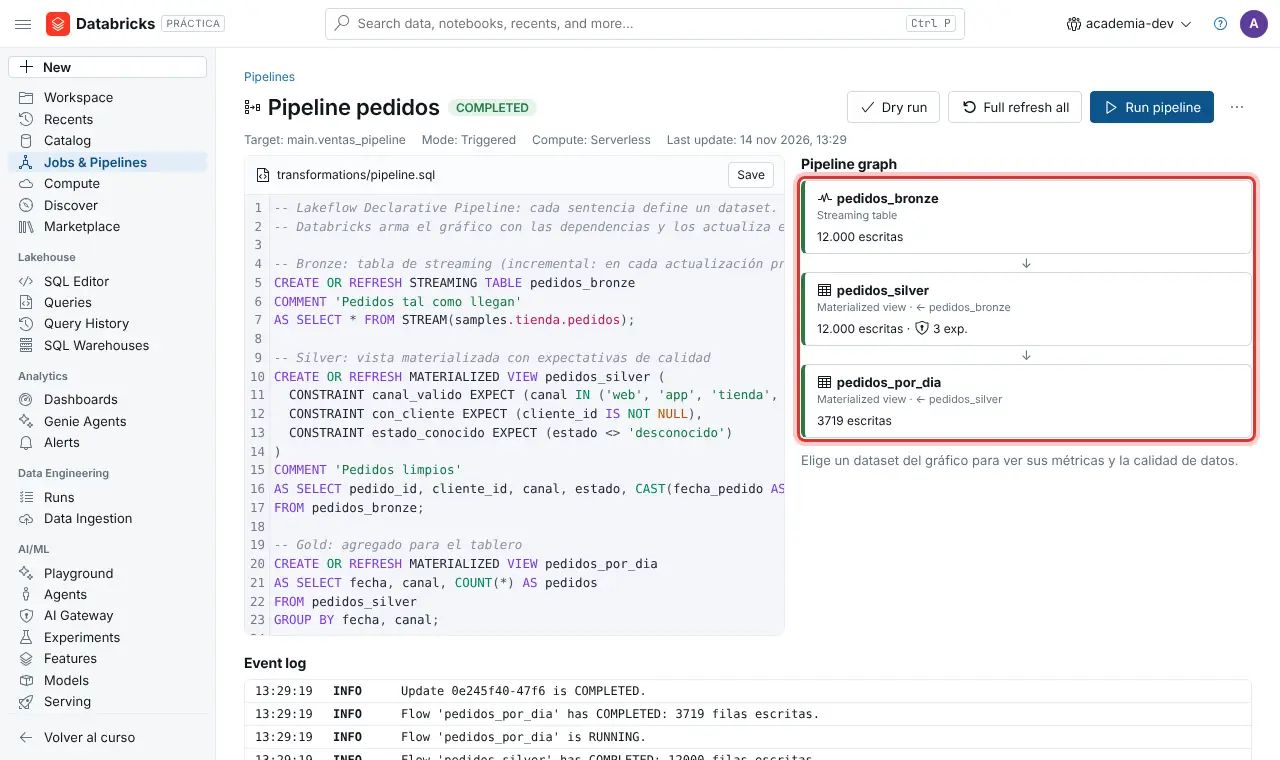 Databricks PRÁCTICA
Search data, notebooks, recents, and more... Ctrl P
academia-dev
A
New
Workspace
Recents
Catalog
Jobs & Pipelines
Compute
Discover
Marketplace
Lakehouse
SQL Editor
Queries
Query History
SQL Warehouses
Analytics
Dashboards
Genie Agents
Alerts
Data Engineering
Runs
Data Ingestion
AI/ML
Playground
Agents
AI Gateway
Experiments
Features
Models
Serving
Volver al curso
Pipelines
Pipeline pedidos COMPLETED
Dry run
Full refresh all
Run pipeline
Target: main.ventas_pipeline Mode: Triggered Compute: Serverless Last update: 14 nov 2026, 13:29
transformations/pipeline.sql Save
1 -- Lakeflow Declarative Pipeline: cada sentencia define un dataset.
2 -- Databricks arma el gráfico con las dependencias y los actualiza e
3
4 -- Bronze: tabla de streaming (incremental: en cada actualización pr
5 CREATE OR REFRESH STREAMING TABLE pedidos_bronze
6 COMMENT 'Pedidos tal como llegan'
7 AS SELECT * FROM STREAM(samples.tienda.pedidos);
8
9 -- Silver: vista materializada con expectativas de calidad
10 CREATE OR REFRESH MATERIALIZED VIEW pedidos_silver (
11 CONSTRAINT canal_valido EXPECT (canal IN ('web', 'app', 'tienda',
12 CONSTRAINT con_cliente EXPECT (cliente_id IS NOT NULL),
13 CONSTRAINT estado_conocido EXPECT (estado <> 'desconocido')
14 )
15 COMMENT 'Pedidos limpios'
16 AS SELECT pedido_id, cliente_id, canal, estado, CAST(fecha_pedido AS
17 FROM pedidos_bronze;
18
19 -- Gold: agregado para el tablero
20 CREATE OR REFRESH MATERIALIZED VIEW pedidos_por_dia
21 AS SELECT fecha, canal, COUNT(*) AS pedidos
22 FROM pedidos_silver
23 GROUP BY fecha, canal;
Pipeline graph
pedidos_bronze
Streaming table
12.000 escritas
↓
pedidos_silver
Materialized view · ← pedidos_bronze
12.000 escritas · 3 exp.
↓
pedidos_por_dia
Materialized view · ← pedidos_silver
3719 escritas
Elige un dataset del gráfico para ver sus métricas y la calidad de datos.
Event log
13:29:19 INFO Update 0e245f40-47f6 is COMPLETED.
13:29:19 INFO Flow 'pedidos_por_dia' has COMPLETED: 3719 filas escritas.
13:29:19 INFO Flow 'pedidos_por_dia' is RUNNING.
13:29:19 INFO Flow 'pedidos_silver' has COMPLETED: 12000 filas escritas.